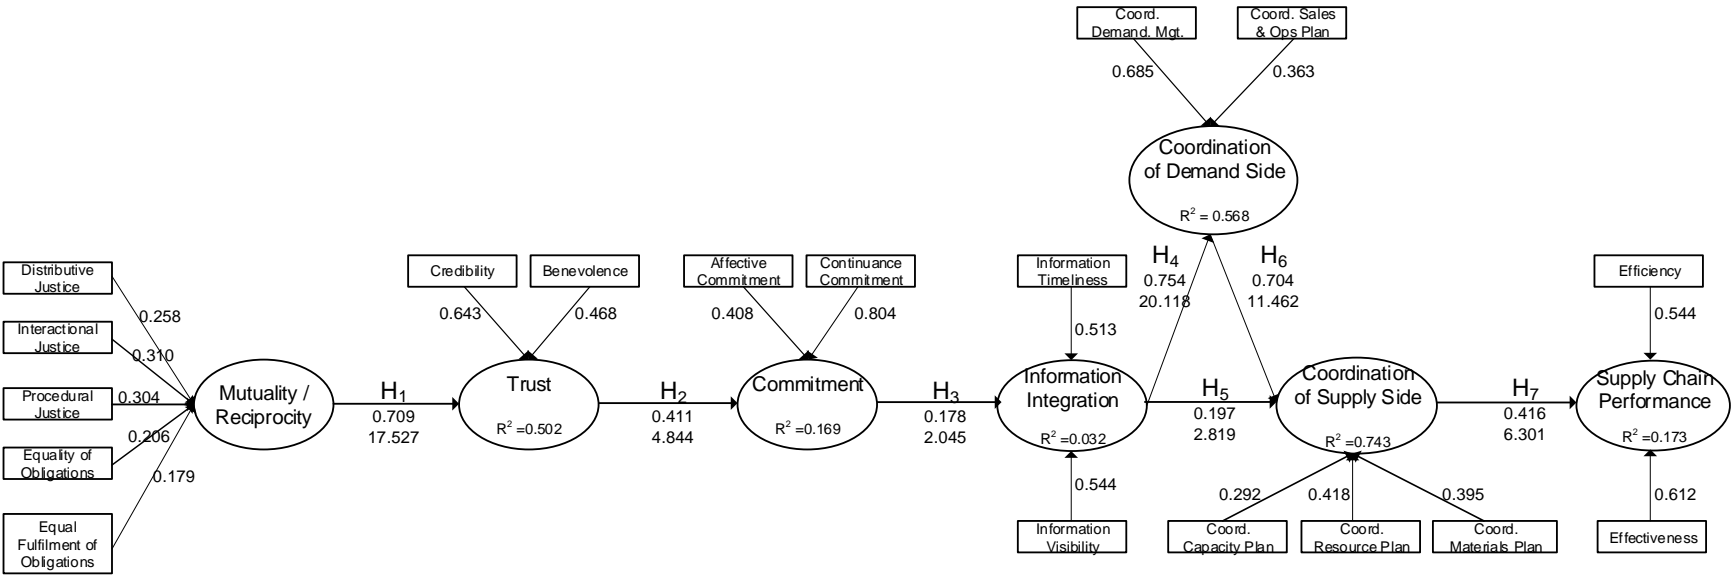 Coord.
Demand. Mgt.
Coord. Sales
& Ops Plan
0.685
0.363
Coordination
of Demand Side
R² = 0.568
Distributive
Justice
Interactional
Justice
Procedural
Justice
Equality of
Obligations
Equal
Fulfilment of
Obligations
0.258
0.310
0.304
0.206
0.179
Mutuality /
Reciprocity
H₁
0.709
17.527
Credibility
Benevolence
0.643
0.468
Trust
R² =0.502
H₂
0.411
4.844
Affective
Commitment
Continuance
Commitment
0.408
0.804
Commitment
R² =0.169
H₃
0.178
2.045
Information
Timeliness
0.513
Information
Integration
R² =0.032
0.544
Information
Visibility
H₄
0.754
20.118
H₆
0.704
11.462
H₅
0.197
2.819
Coordination
of Supply Side
R² =0.743
0.292
0.418
0.395
Coord.
Capacity Plan
Coord.
Resource Plan
Coord.
Materials Plan
H₇
0.416
6.301
Efficiency
0.544
Supply Chain
Performance
R² =0.173
0.612
Effectiveness